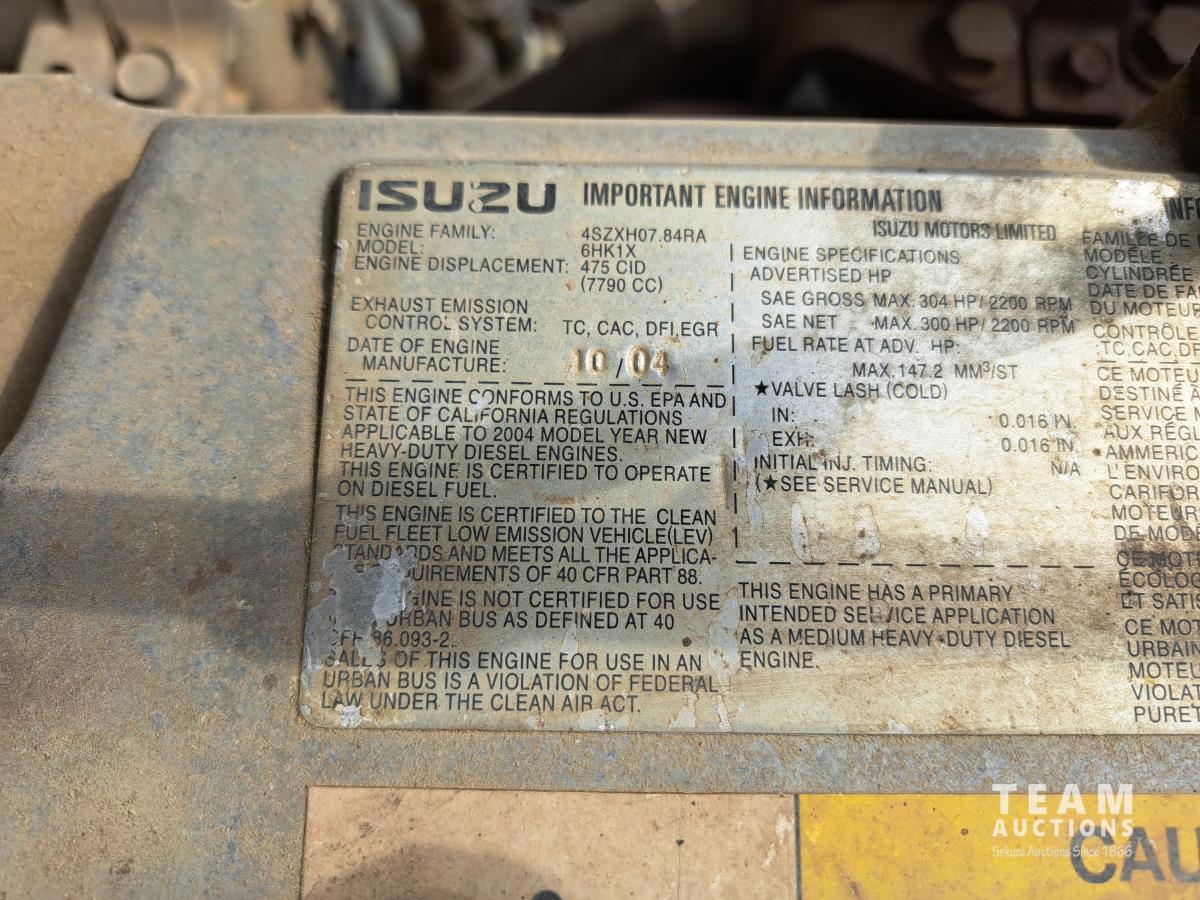 ISUZU IMPORTANT ENGINE INFORMATION
ISUZU MOTORS LIMITED
ENGINE FAMILY: 4SZXH07.84RA
MODEL: 6HK1X
ENGINE DISPLACEMENT: 475 CID
(7790 CC)
EXHAUST EMISSION
CONTROL SYSTEM: TC, CAC, DFI, EGR
DATE OF ENGINE
MANUFACTURE: 10 / 04
THIS ENGINE CONFORMS TO U.S. EPA AND
STATE OF CALIFORNIA REGULATIONS
APPLICABLE TO 2004 MODEL YEAR NEW
HEAVY-DUTY DIESEL ENGINES.
THIS ENGINE IS CERTIFIED TO OPERATE
ON DIESEL FUEL.
THIS ENGINE IS CERTIFIED TO THE CLEAN
FUEL FLEET LOW EMISSION VEHICLE(LEV)
STANDARDS AND MEETS ALL THE APPLICA-
UIREMENTS OF 40 CFR PART 88.
GINE IS NOT CERTIFIED FOR USE
URBAN BUS AS DEFINED AT 40
CFR 86.093-2.
SALES OF THIS ENGINE FOR USE IN AN
URBAN BUS IS A VIOLATION OF FEDERAL
LAW UNDER THE CLEAN AIR ACT.
ENGINE SPECIFICATIONS
ADVERTISED HP
SAE GROSS MAX. 304 HP/ 2200 RPM
SAE NET MAX. 300 HP/ 2200 RPM
FUEL RATE AT ADV. HP:
MAX. 147.2 MM³/ST
★VALVE LASH (COLD)
IN: 0.016 IN.
EXH: 0.016 IN.
INITIAL INJ. TIMING: N/A
(★SEE SERVICE MANUAL)
THIS ENGINE HAS A PRIMARY
INTENDED SERVICE APPLICATION
AS A MEDIUM HEAVY-DUTY DIESEL
ENGINE.
INF
FAMILLE DE
MODÈLE :
CYLINDRÉE
DATE DE FA
DU MOTEUR
CONTRÔLE
TC, CAC, DF
CE MOTEU
DESTINÉ A
SERVICE M
AUX RÉGL
AMMERIC
L'ENVIRO
CARIFOR
MOTEUR
DE MODÈ
CE MOT
ÉCOLOG
ET SATIS
CE MOT
URBAIN
MOTEU
VIOLAT
PURET
TEAM
AUCTIONS
Sekura Auctions Since 1966
CAU